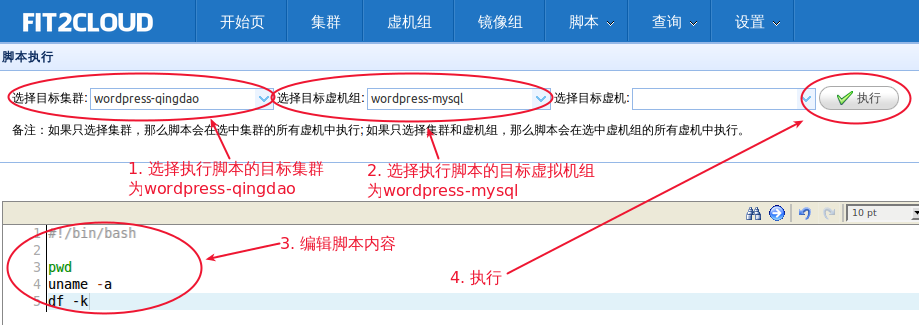 FIT2CLOUD 开始页 集群 虚机组 镜像组 脚本 查询 设置
脚本执行
选择目标集群: wordpress-qingdao 选择目标虚机组: wordpress-mysql 选择目标虚机: 执行
备注：如果只选择集群，那么脚本会在选中集群的所有虚机中执行; 如果只选择集群和虚机组，那么脚本会在选中虚机组的所有虚机中执行。
1. 选择执行脚本的目标集群
为wordpress-qingdao
2. 选择执行脚本的目标虚拟机组
为wordpress-mysql
10 pt
1 #!/bin/bash
2
3 pwd
4 uname -a
5 df -k
3. 编辑脚本内容
4. 执行